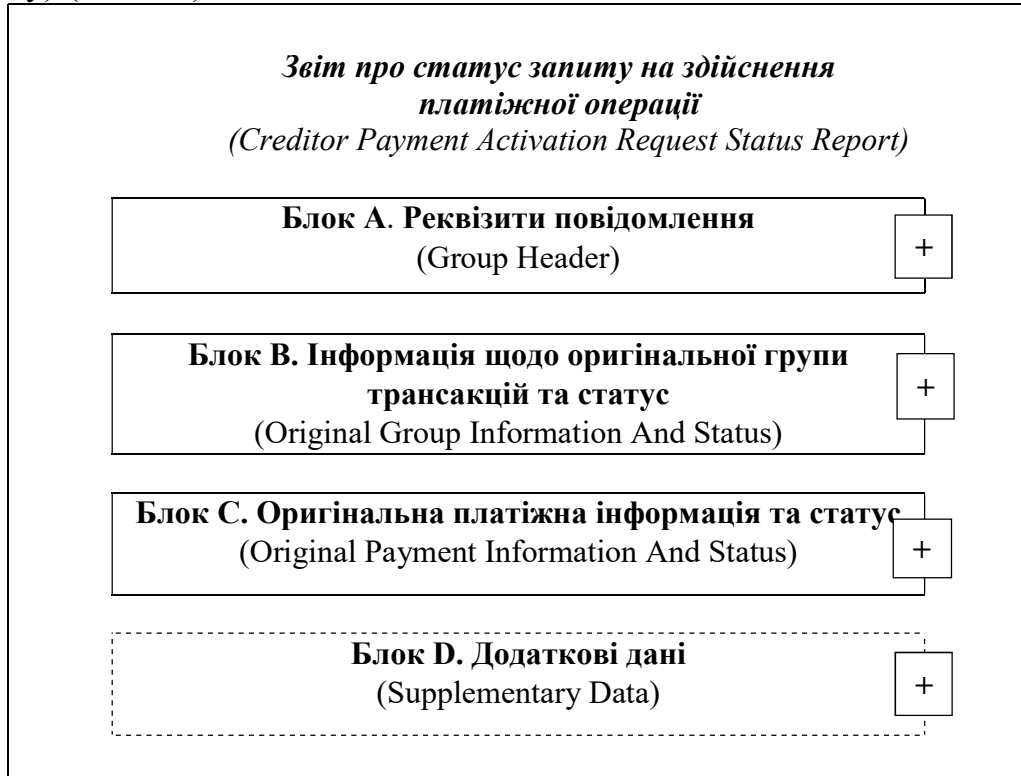 Звіт про статус запиту на здійснення
платіжної операції
(Creditor Payment Activation Request Status Report)
Блок А. Реквізити повідомлення
(Group Header)
+
Блок B. Інформація щодо оригінальної групи
трансакцій та статус
(Original Group Information And Status)
+
Блок C. Оригінальна платіжна інформація та статус
(Original Payment Information And Status)
+
Блок D. Додаткові дані
(Supplementary Data)
+